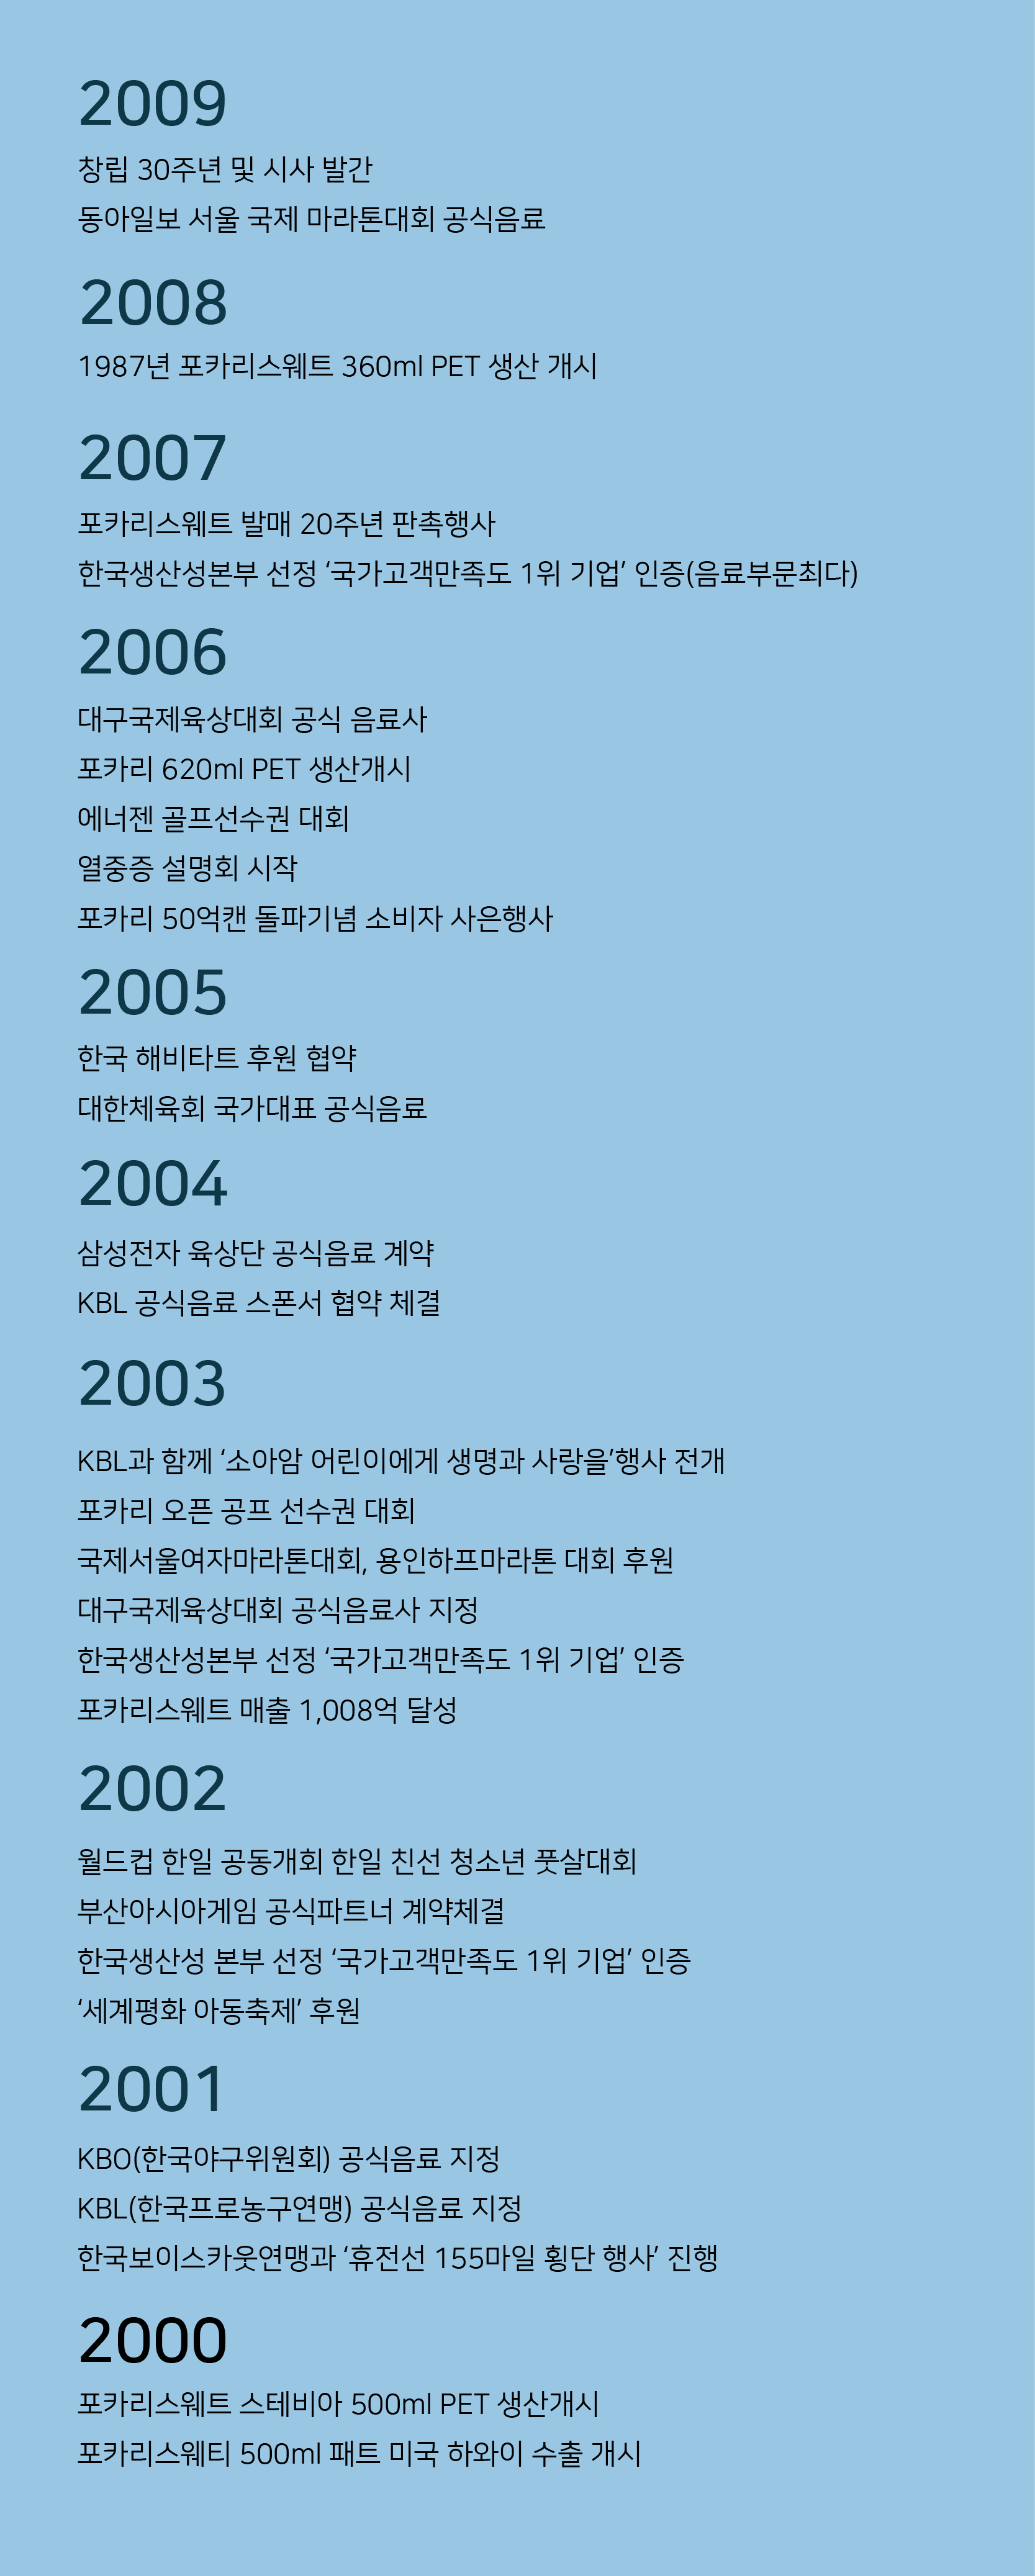 2009
창립 30주년 및 시사 발간
동아일보 서울 국제 마라톤대회 공식음료
2008
1987년 포카리스웨트 360ml PET 생산 개시
2007
포카리스웨트 발매 20주년 판촉행사
한국생산성본부 선정 ‘국가고객만족도 1위 기업’ 인증(음료부문최다)
2006
대구국제육상대회 공식 음료사
포카리 620ml PET 생산개시
에너젠 골프선수권 대회
열중증 설명회 시작
포카리 50억캔 돌파기념 소비자 사은행사
2005
한국 해비타트 후원 협약
대한체육회 국가대표 공식음료
2004
삼성전자 육상단 공식음료 계약
KBL 공식음료 스폰서 협약 체결
2003
KBL과 함께 ‘소아암 어린이에게 생명과 사랑을’행사 전개
포카리 오픈 공프 선수권 대회
국제서울여자마라톤대회, 용인하프마라톤 대회 후원
대구국제육상대회 공식음료사 지정
한국생산성본부 선정 ‘국가고객만족도 1위 기업’ 인증
포카리스웨트 매출 1,008억 달성
2002
월드컵 한일 공동개회 한일 친선 청소년 풋살대회
부산아시아게임 공식파트너 계약체결
한국생산성 본부 선정 ‘국가고객만족도 1위 기업’ 인증
‘세계평화 아동축제’ 후원
2001
KBO(한국야구위원회) 공식음료 지정
KBL(한국프로농구연맹) 공식음료 지정
한국보이스카웃연맹과 ‘휴전선 155마일 횡단 행사’ 진행
2000
포카리스웨트 스테비아 500ml PET 생산개시
포카리스웨티 500ml 패트 미국 하와이 수출 개시